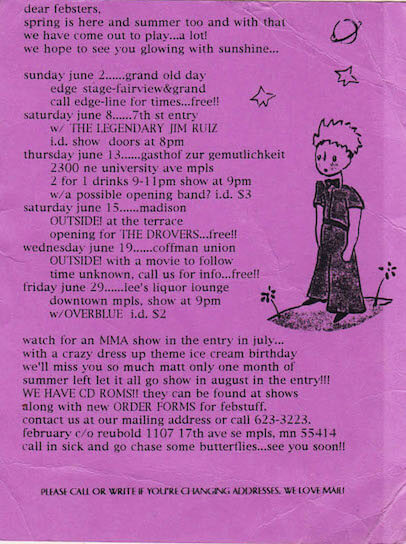 dear febsters,
spring is here and summer too and with that
we have come out to play...a lot!
we hope to see you glowing with sunshine...
sunday june 2......grand old day
edge stage-fairview&grand
call edge-line for times...free!!
saturday june 8......7th st entry
w/ THE LEGENDARY JIM RUIZ
i.d. show doors at 8pm
thursday june 13......gasthof zur gemutlichkeit
2300 ne university ave mpls
2 for 1 drinks 9-11pm show at 9pm
w/a possible opening band? i.d. $3
saturday june 15......madison
OUTSIDE! at the terrace
opening for THE DROVERS...free!!
wednesday june 19......coffman union
OUTSIDE! with a movie to follow
time unknown, call us for info...free!!
friday june 29......lee's liquor lounge
downtown mpls, show at 9pm
w/OVERBLUE i.d. $2
watch for an MMA show in the entry in july...
with a crazy dress up theme ice cream birthday
we'll miss you so much matt only one month of
summer left let it all go show in august in the entry!!!
WE HAVE CD ROMS!! they can be found at shows
along with new ORDER FORMS for febstuff.
contact us at our mailing address or call 623-3223.
february c/o reubold 1107 17th ave se mpls, mn 55414
call in sick and go chase some butterflies...see you soon!!
PLEASE CALL OR WRITE IF YOU'RE CHANGING ADDRESSES, WE LOVE MAIL!